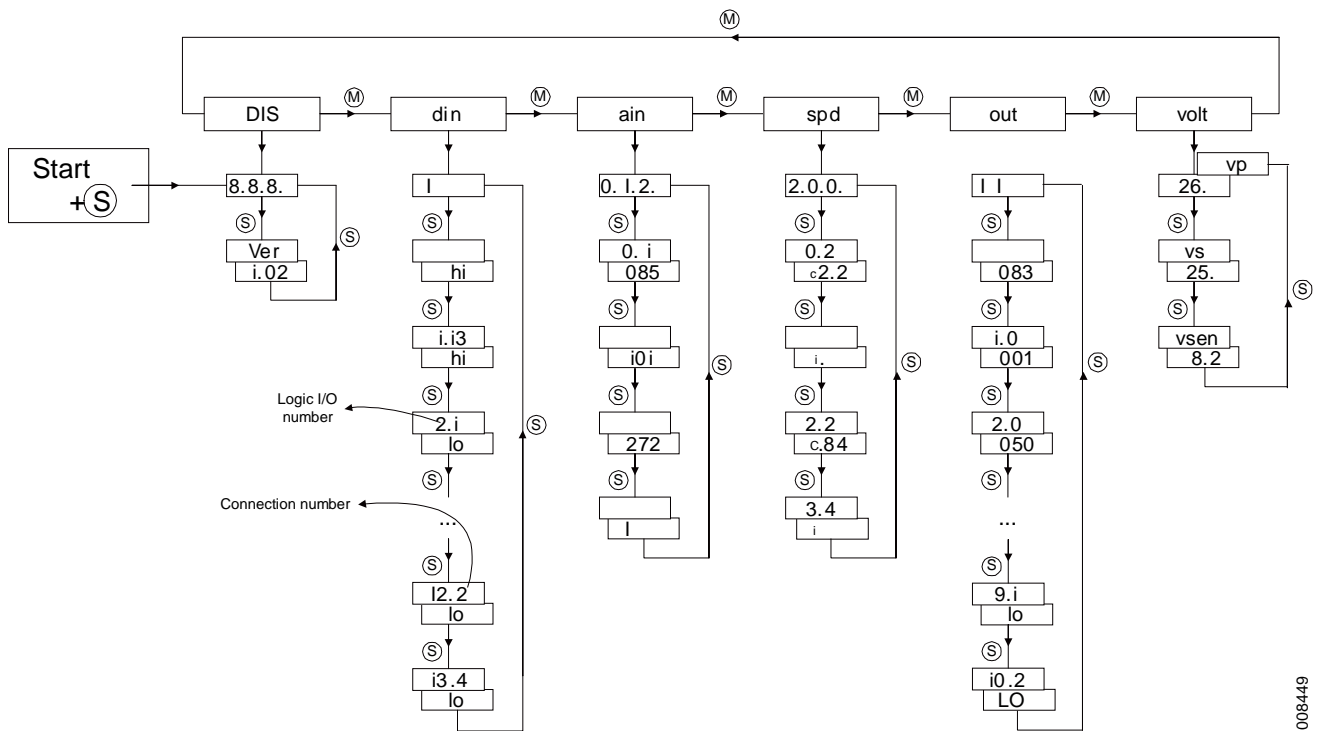 M
M M M M M
DIS din ain spd out volt
Start
+S
8.8.8.
S
S
Ver
i.02
I
S
hi
S
i.i3
hi
S
Logic I/O
number
2.i
lo
S
S
Connection number
...
S
I2.2
lo
S
i3.4
lo
0. I.2.
S
0. i
085
S
i0i
S
S
272
S
I
2.0.0.
S
0.2
c2.2
S
i.
S
S
2.2
c.84
S
3.4
i
I I
S
083
S
i.0
001
S
S
2.0
050
S
...
S
9.i
lo
S
i0.2
LO
vp
26.
S
vs
25.
S
S
vsen
8.2
008449